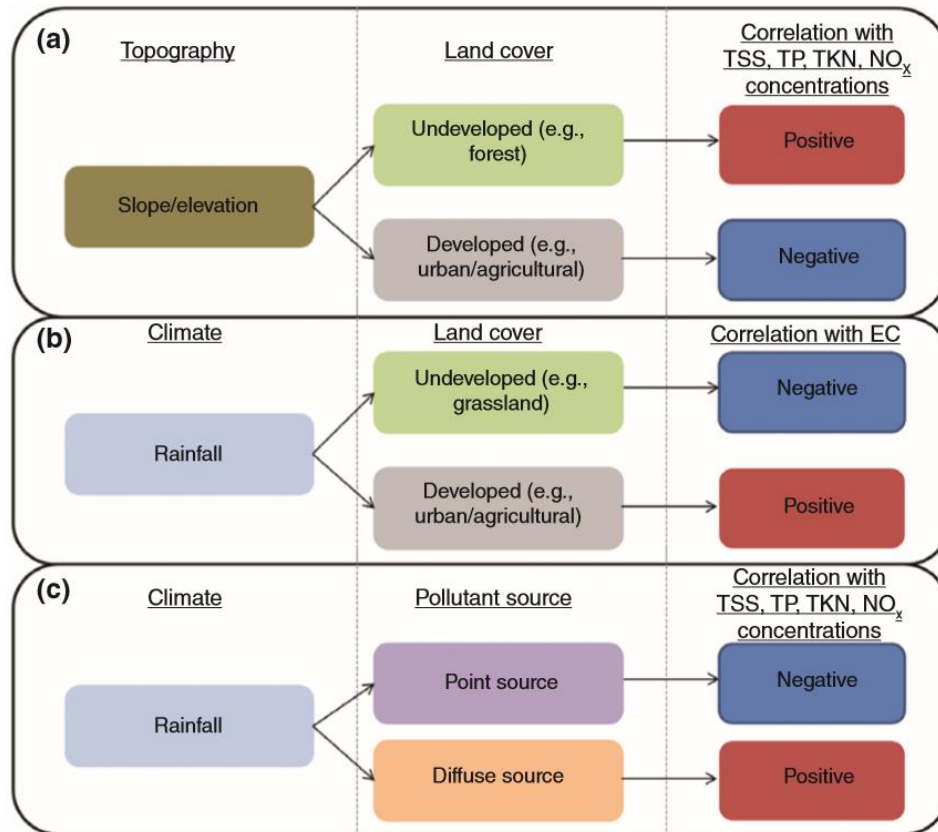 (a)
Topography
Land cover
Correlation with
TSS, TP, TKN, NOx
concentrations
Undeveloped (e.g.,
forest)
Positive
Slope/elevation
Developed (e.g.,
urban/agricultural)
Negative
(b)
Climate
Land cover
Correlation with EC
Undeveloped (e.g.,
grassland)
Negative
Rainfall
Developed (e.g.,
urban/agricultural)
Positive
(c)
Climate
Pollutant source
Correlation with
TSS, TP, TKN, NOx
concentrations
Point source
Negative
Rainfall
Diffuse source
Positive